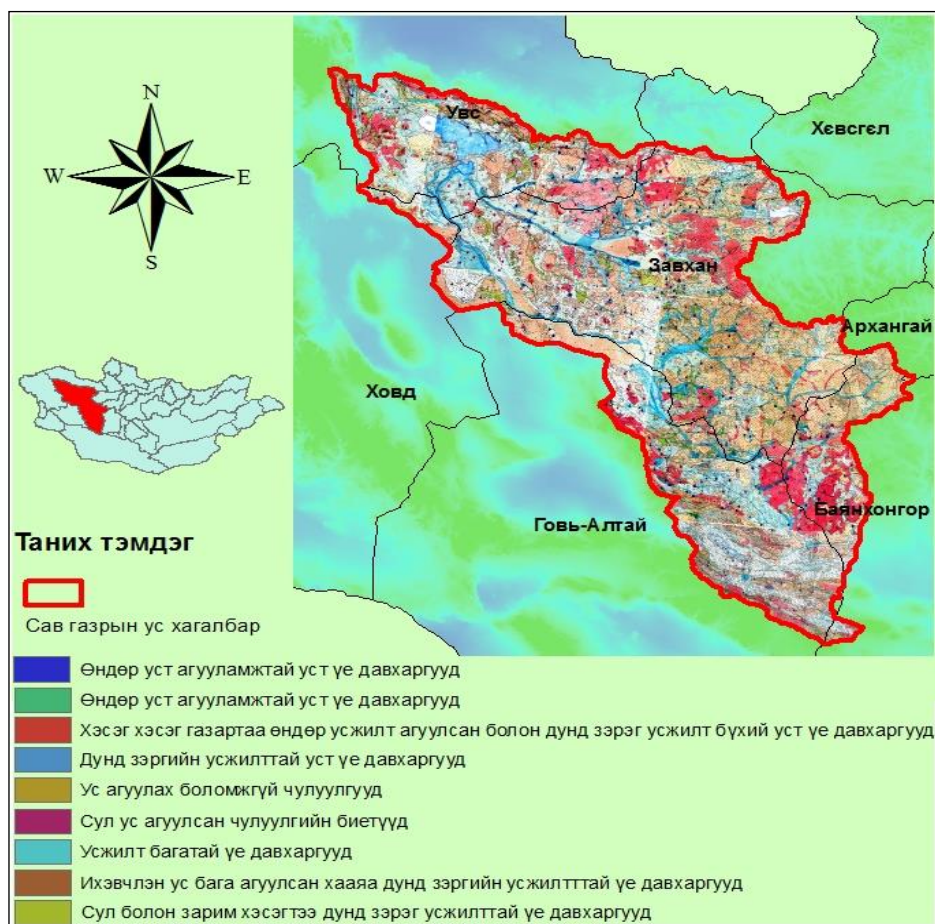 N
W
E
S
Увс
Хєвсгєл
Завхан
Архангай
Ховд
Говь-Алтай
Баянхонгор
Таних тэмдэг
Сав газрын ус хагалбар
Өндөр уст агууламжтай уст үе давхаргууд
Өндөр уст агууламжтай уст үе давхаргууд
Хэсэг хэсэг газартаа өндөр усжилт агуулсан болон дунд зэрэг усжилт бүхий уст үе давхаргууд
Дунд зэргийн усжилттай уст үе давхаргууд
Ус агуулах боломжгүй чулуулгууд
Сул ус агуулсан чулуулгийн биетүүд
Усжилт багатай үе давхаргууд
Ихэвчлэн ус бага агуулсан хааяа дунд зэргийн усжилтттай үе давхаргууд
Сул болон зарим хэсэгтээ дунд зэрэг усжилттай үе давхаргууд